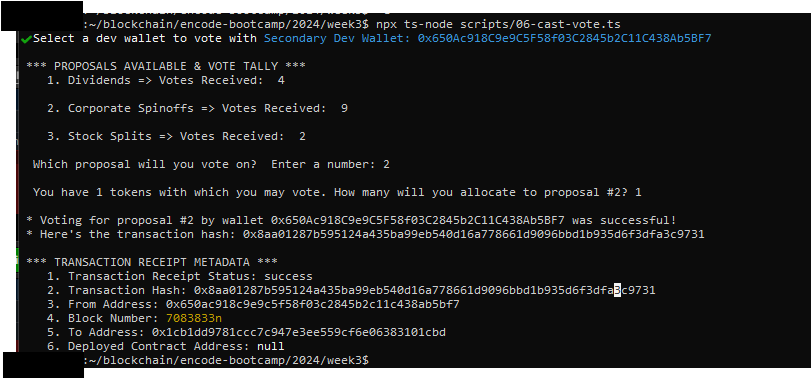 :~/blockchain/encode-bootcamp/2024/week3$ npx ts-node scripts/06-cast-vote.ts
✔Select a dev wallet to vote with Secondary Dev Wallet: 0x650Ac918C9e9C5F58f03C2845b2C11C438Ab5BF7
*** PROPOSALS AVAILABLE & VOTE TALLY ***
1. Dividends => Votes Received: 4
2. Corporate Spinoffs => Votes Received: 9
3. Stock Splits => Votes Received: 2
Which proposal will you vote on? Enter a number: 2
You have 1 tokens with which you may vote. How many will you allocate to proposal #2? 1
* Voting for proposal #2 by wallet 0x650Ac918C9e9C5F58f03C2845b2C11C438Ab5BF7 was successful!
* Here's the transaction hash: 0x8aa01287b595124a435ba99eb540d16a778661d9096bbd1b935d6f3dfa3c9731
*** TRANSACTION RECEIPT METADATA ***
1. Transaction Receipt Status: success
2. Transaction Hash: 0x8aa01287b595124a435ba99eb540d16a778661d9096bbd1b935d6f3dfa3c9731
3. From Address: 0x650ac918c9e9c5f58f03c2845b2c11c438ab5bf7
4. Block Number: 7083833n
5. To Address: 0x1cb1dd9781ccc7c947e3ee559cf6e06383101cbd
6. Deployed Contract Address: null
:~/blockchain/encode-bootcamp/2024/week3$